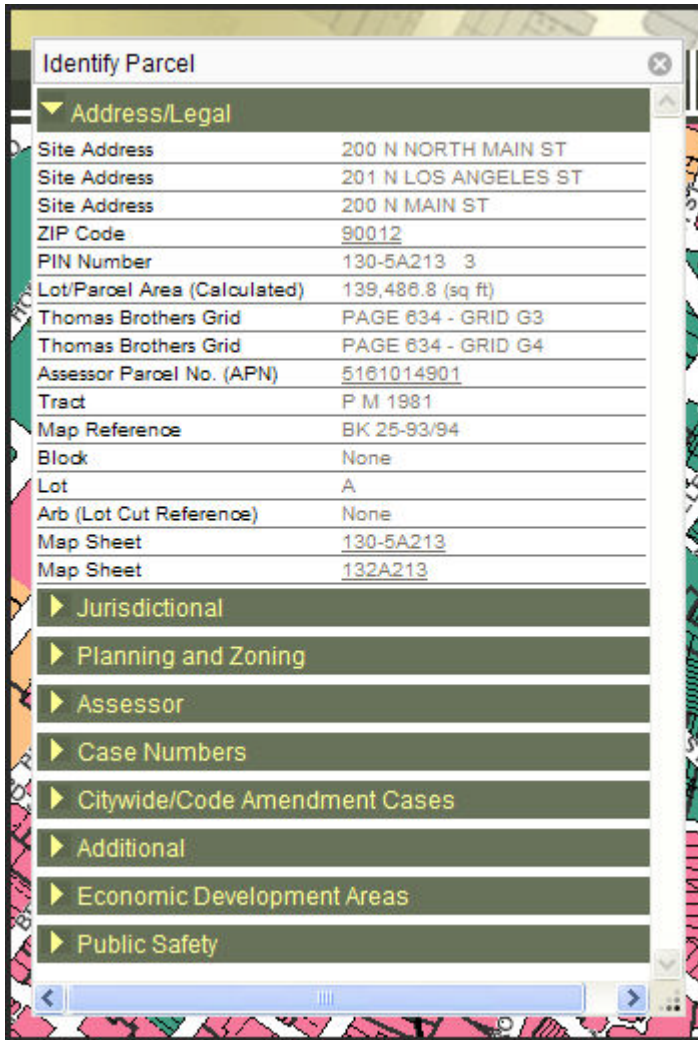 Identify Parcel
Address/Legal
Site Address 200 N NORTH MAIN ST
Site Address 201 N LOS ANGELES ST
Site Address 200 N MAIN ST
ZIP Code 90012
PIN Number 130-5A213 3
Lot/Parcel Area (Calculated) 139,486.8 (sq ft)
Thomas Brothers Grid PAGE 634 - GRID G3
Thomas Brothers Grid PAGE 634 - GRID G4
Assessor Parcel No. (APN) 5161014901
Tract P M 1981
Map Reference BK 25-93/94
Block None
Lot A
Arb (Lot Cut Reference) None
Map Sheet 130-5A213
Map Sheet 132A213
Jurisdictional
Planning and Zoning
Assessor
Case Numbers
Citywide/Code Amendment Cases
Additional
Economic Development Areas
Public Safety